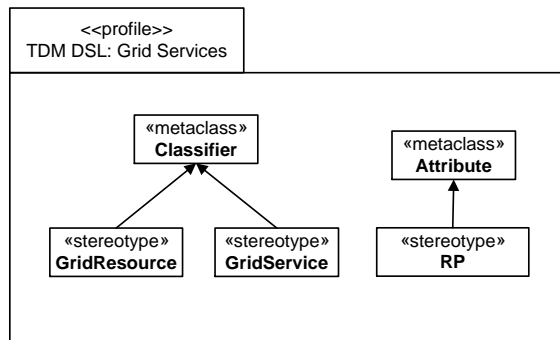 <<profile>>
TDM DSL: Grid Services
«metaclass»
Classifier
«metaclass»
Attribute
«stereotype»
GridResource
«stereotype»
GridService
«stereotype»
RP